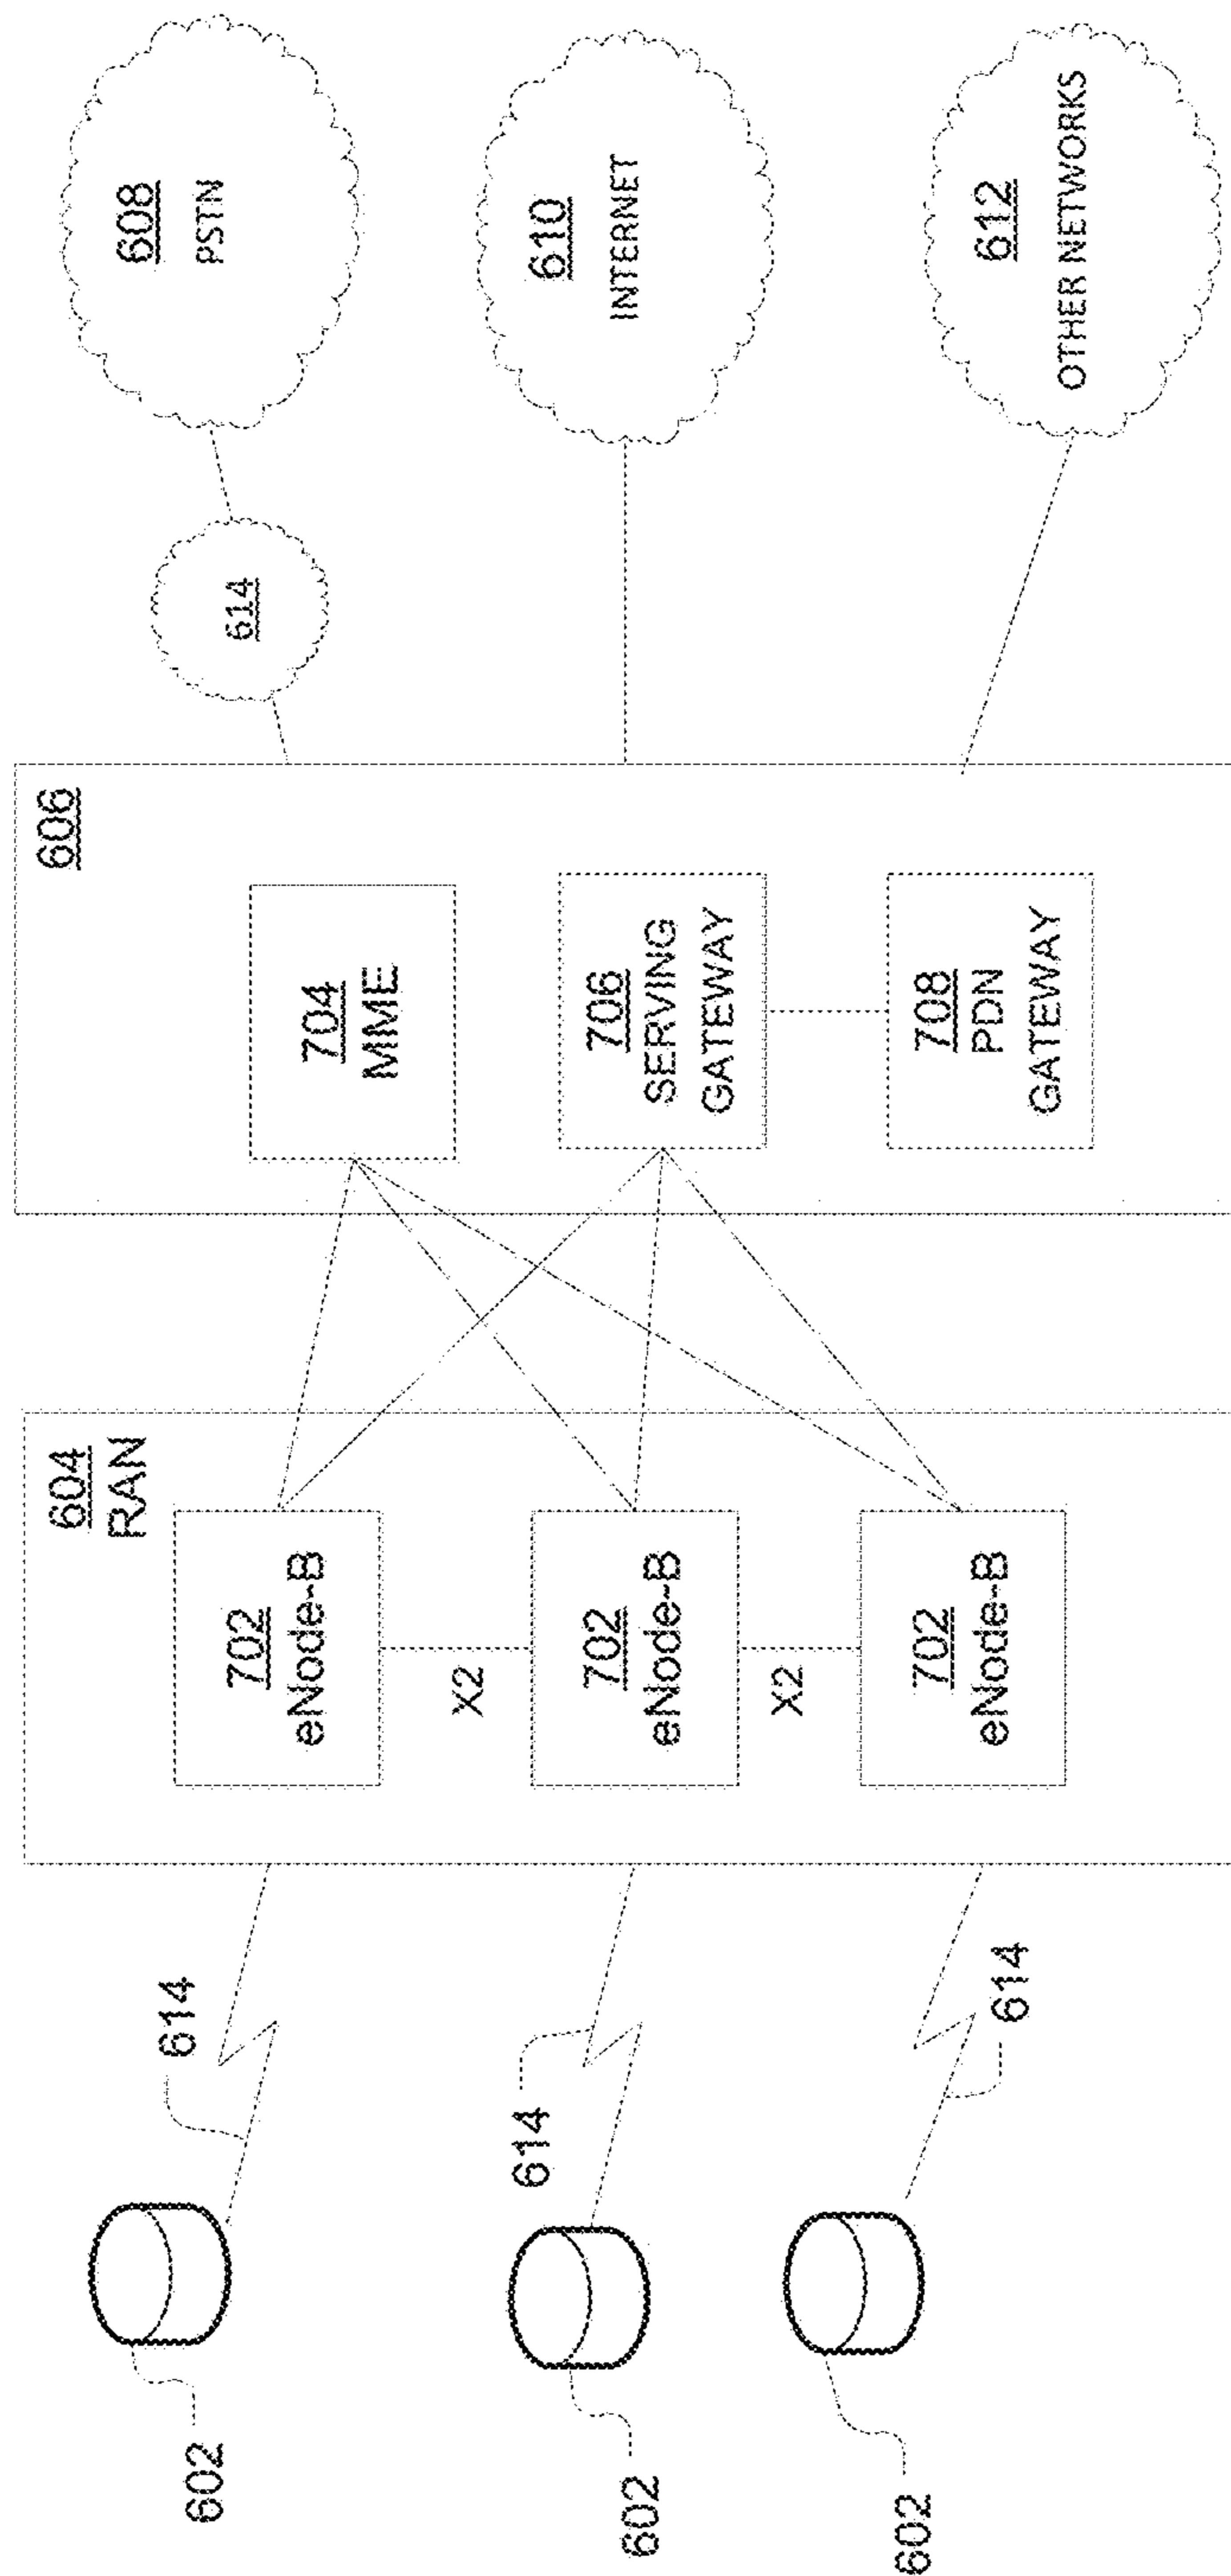 602
602
602
614
614
614
604
RAN
702
eNode-B
X2
702
eNode-B
X2
702
eNode-B
606
704
MME
706
SERVING
GATEWAY
708
PDN
GATEWAY
614
608
PSTN
610
INTERNET
612
OTHER NETWORKS